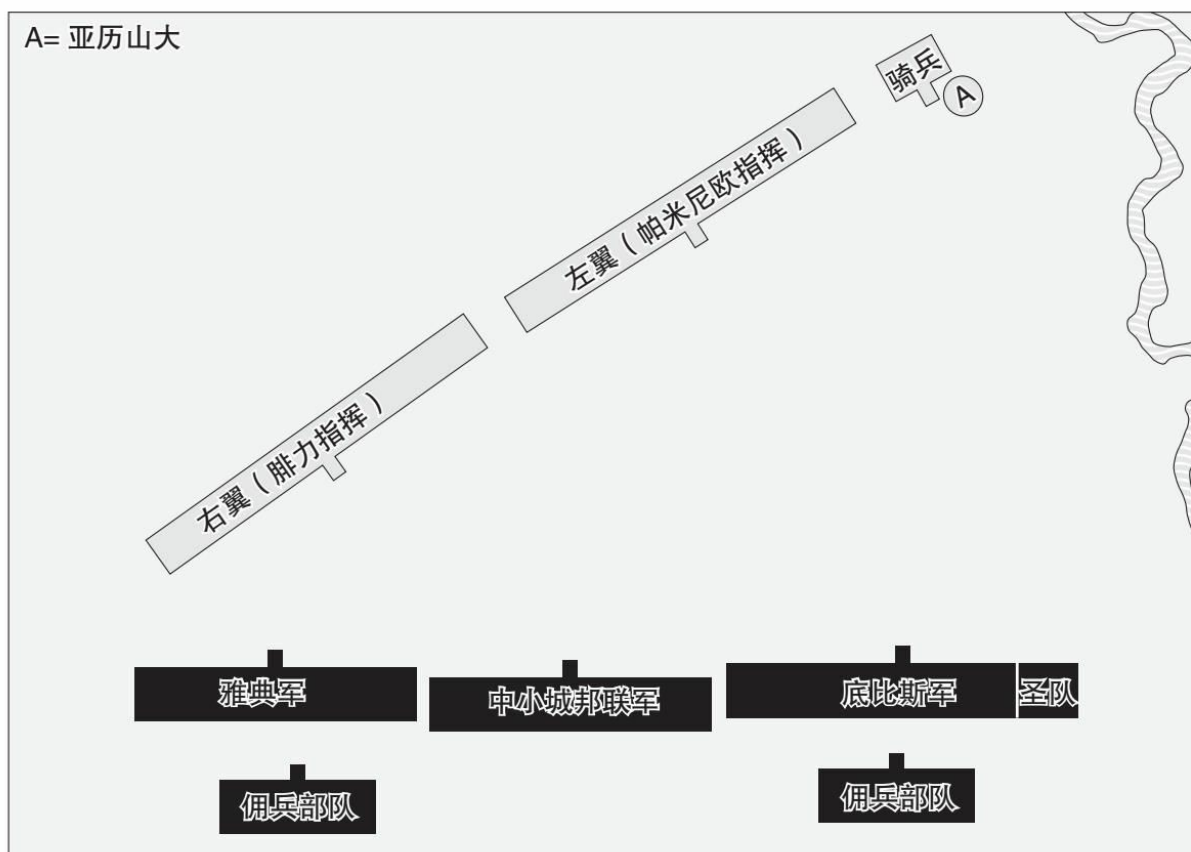 A= 亚历山大
骑兵
A
左翼（帕米尼欧指挥）
右翼（腓力指挥）
雅典军
中小城邦联军
底比斯军
圣队
佣兵部队
佣兵部队